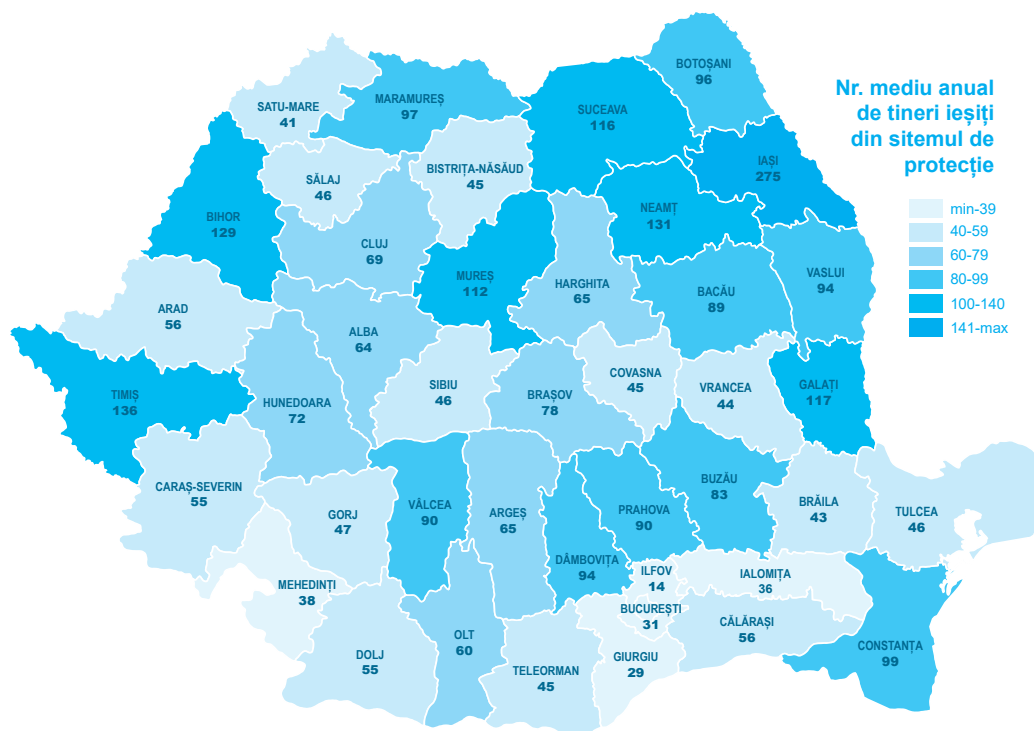 Nr. mediu anual
de tineri ieșiți
din sitemul de
protecție
min-39
40-59
60-79
80-99
100-140
141-max
BOTOȘANI
96
SATU-MARE
41
MARAMUREȘ
97
SUCEAVA
116
IAȘI
275
BISTRIȚA-NĂSĂUD
45
SĂLAJ
46
NEAMȚ
131
BIHOR
129
CLUJ
69
MUREȘ
112
HARGHITA
65
BACĂU
89
VASLUI
94
ARAD
56
ALBA
64
SIBIU
46
COVASNA
45
VRANCEA
44
GALAȚI
117
TIMIȘ
136
HUNEDOARA
72
BRAȘOV
78
CARAȘ-SEVERIN
55
GORJ
47
VÂLCEA
90
ARGEȘ
65
PRAHOVA
90
BUZĂU
83
BRĂILA
43
TULCEA
46
DÂMBOVIȚA
94
ILFOV
14
IALOMIȚA
36
MEHEDINȚI
38
BUCUREȘTI
31
CĂLĂRAȘI
56
OLT
60
DOLJ
55
TELEORMAN
45
GIURGIU
29
CONSTANȚA
99